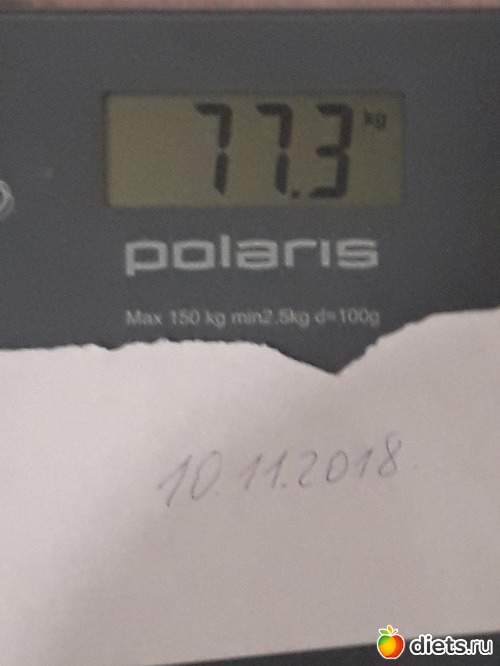 77.3 kg
polaris
Max 150 kg min2.5kg d=100g
10.11.2018.
diets.ru